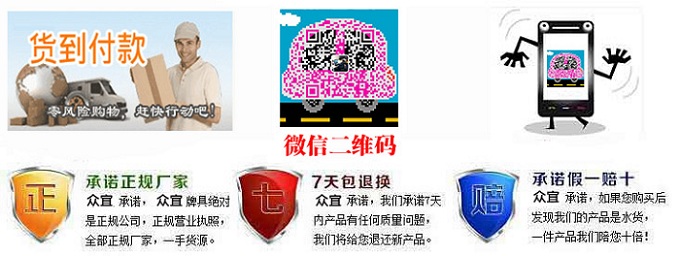 货到付款
零风险购物，赶快行动吧！
微信二维码
正
承诺正规厂家
众宜 承诺，众宜 牌具绝对
是正规公司，正规营业执照，
全部正规厂家，一手货源。
七
7天包退换
众宜 承诺，我们承诺7天
内产品有任何质量问题，
我们将给您退迁新产品。
赔
承诺假一赔十
众宜 承诺，如果您购买后
发现我们的产品是水货，
一件产品我们陪您十倍！